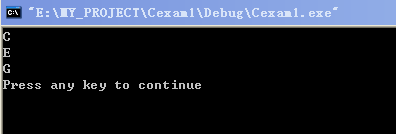 C:\ "E:\MY_PROJECT\Cexam1\Debug\Cexam1.exe"
C
E
G
Press any key to continue